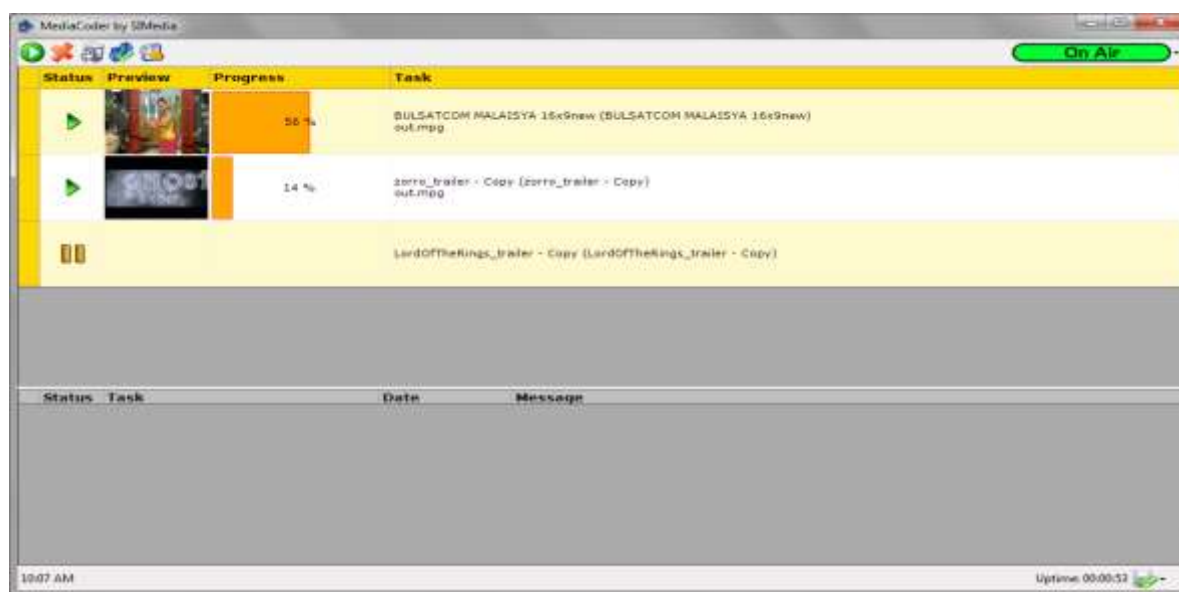 MediaCoder by SIMedia
On Air
Status Preview Progress Task
56 %
BULSATCOM MALAISYA 16x9new (BULSATCOM MALAISYA 16x9new)
out.mpg
GHOST
14 %
zorro_trailer - Copy (zorro_trailer - Copy)
out.mpg
LordOfTheRings_trailer - Copy (LordOfTheRings_trailer - Copy)
Status Task Date Message
10:07 AM
Uptime: 00:00:53